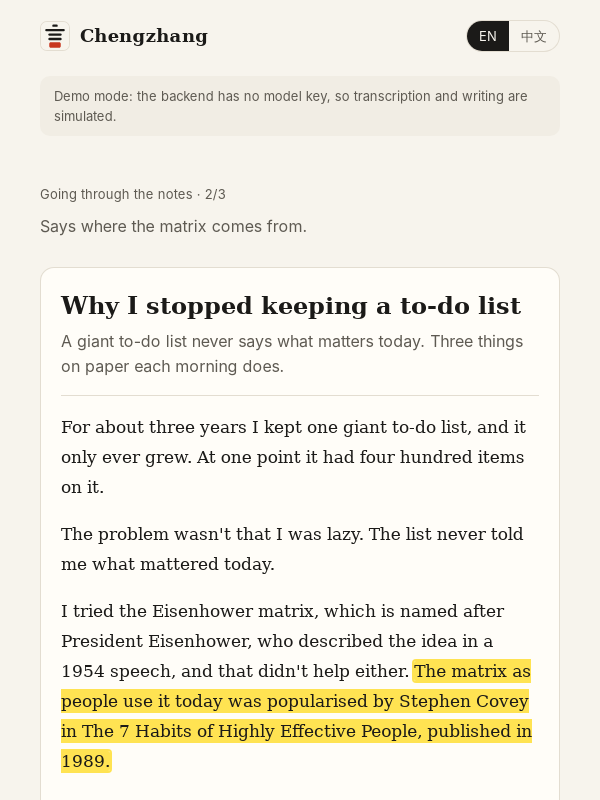 Chengzhang
EN 中文
Demo mode: the backend has no model key, so transcription and writing are
simulated.
Going through the notes · 2/3
Says where the matrix comes from.
Why I stopped keeping a to-do list
A giant to-do list never says what matters today. Three things
on paper each morning does.
For about three years I kept one giant to-do list, and it
only ever grew. At one point it had four hundred items
on it.
The problem wasn't that I was lazy. The list never told
me what mattered today.
I tried the Eisenhower matrix, which is named after
President Eisenhower, who described the idea in a
1954 speech, and that didn't help either. The matrix as
people use it today was popularised by Stephen Covey
in The 7 Habits of Highly Effective People, published in
1989.